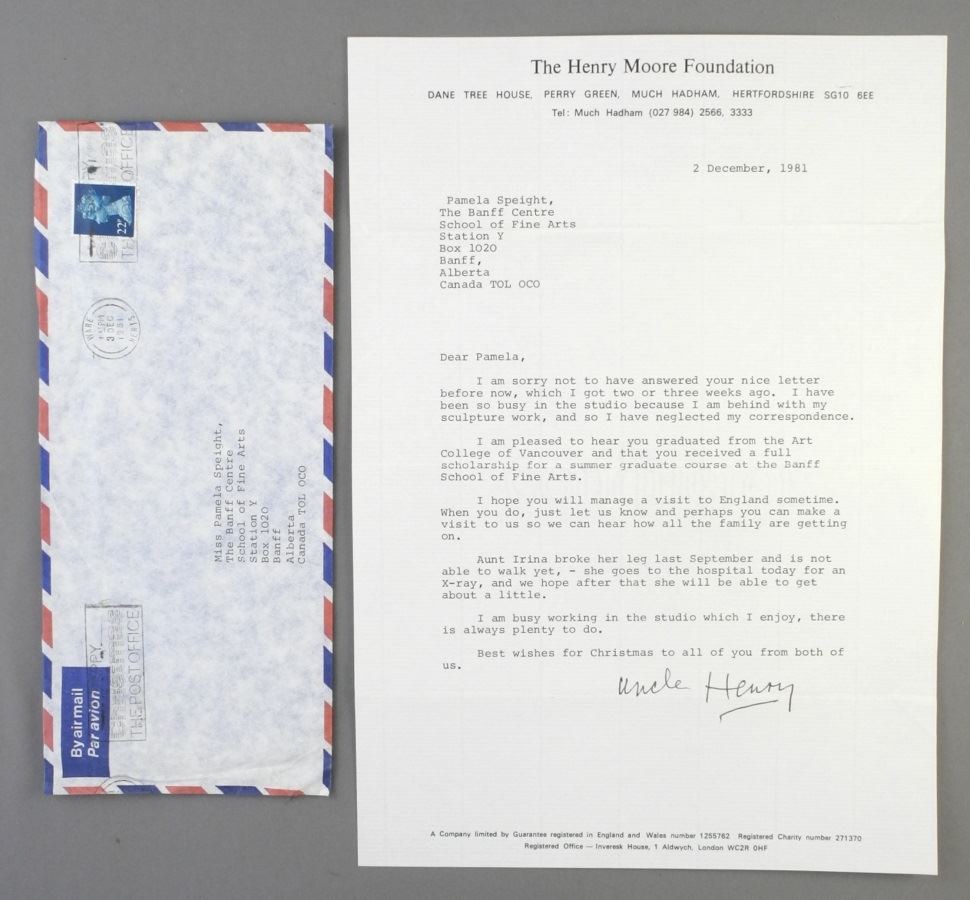 22P
THE POST OFFICE
WARE
3 DEC
1981
HERTS
Miss Pamela Speight,
The Banff Centre
School of Fine Arts
Station Y
Box 1020
Banff
Alberta
Canada TOL OCO
THE POST OFFICE
By air mail
Par avion
The Henry Moore Foundation
DANE TREE HOUSE, PERRY GREEN, MUCH HADHAM, HERTFORDSHIRE SG10 6EE
Tel: Much Hadham (027 984) 2566, 3333
2 December, 1981
Pamela Speight,
The Banff Centre
School of Fine Arts
Station Y
Box 1020
Banff,
Alberta
Canada TOL OCO
Dear Pamela,
I am sorry not to have answered your nice letter
before now, which I got two or three weeks ago. I have
been so busy in the studio because I am behind with my
sculpture work, and so I have neglected my correspondence.
I am pleased to hear you graduated from the Art
College of Vancouver and that you received a full
scholarship for a summer graduate course at the Banff
School of Fine Arts.
I hope you will manage a visit to England sometime.
When you do, just let us know and perhaps you can make a
visit to us so we can hear how all the family are getting
on.
Aunt Irina broke her leg last September and is not
able to walk yet, - she goes to the hospital today for an
X-ray, and we hope after that she will be able to get
about a little.
I am busy working in the studio which I enjoy, there
is always plenty to do.
Best wishes for Christmas to all of you from both of
us.
Uncle Henry
A Company limited by Guarantee registered in England and Wales number 1255762 Registered Charity number 271370
Registered Office — Inveresk House, 1 Aldwych, London WC2R 0HF